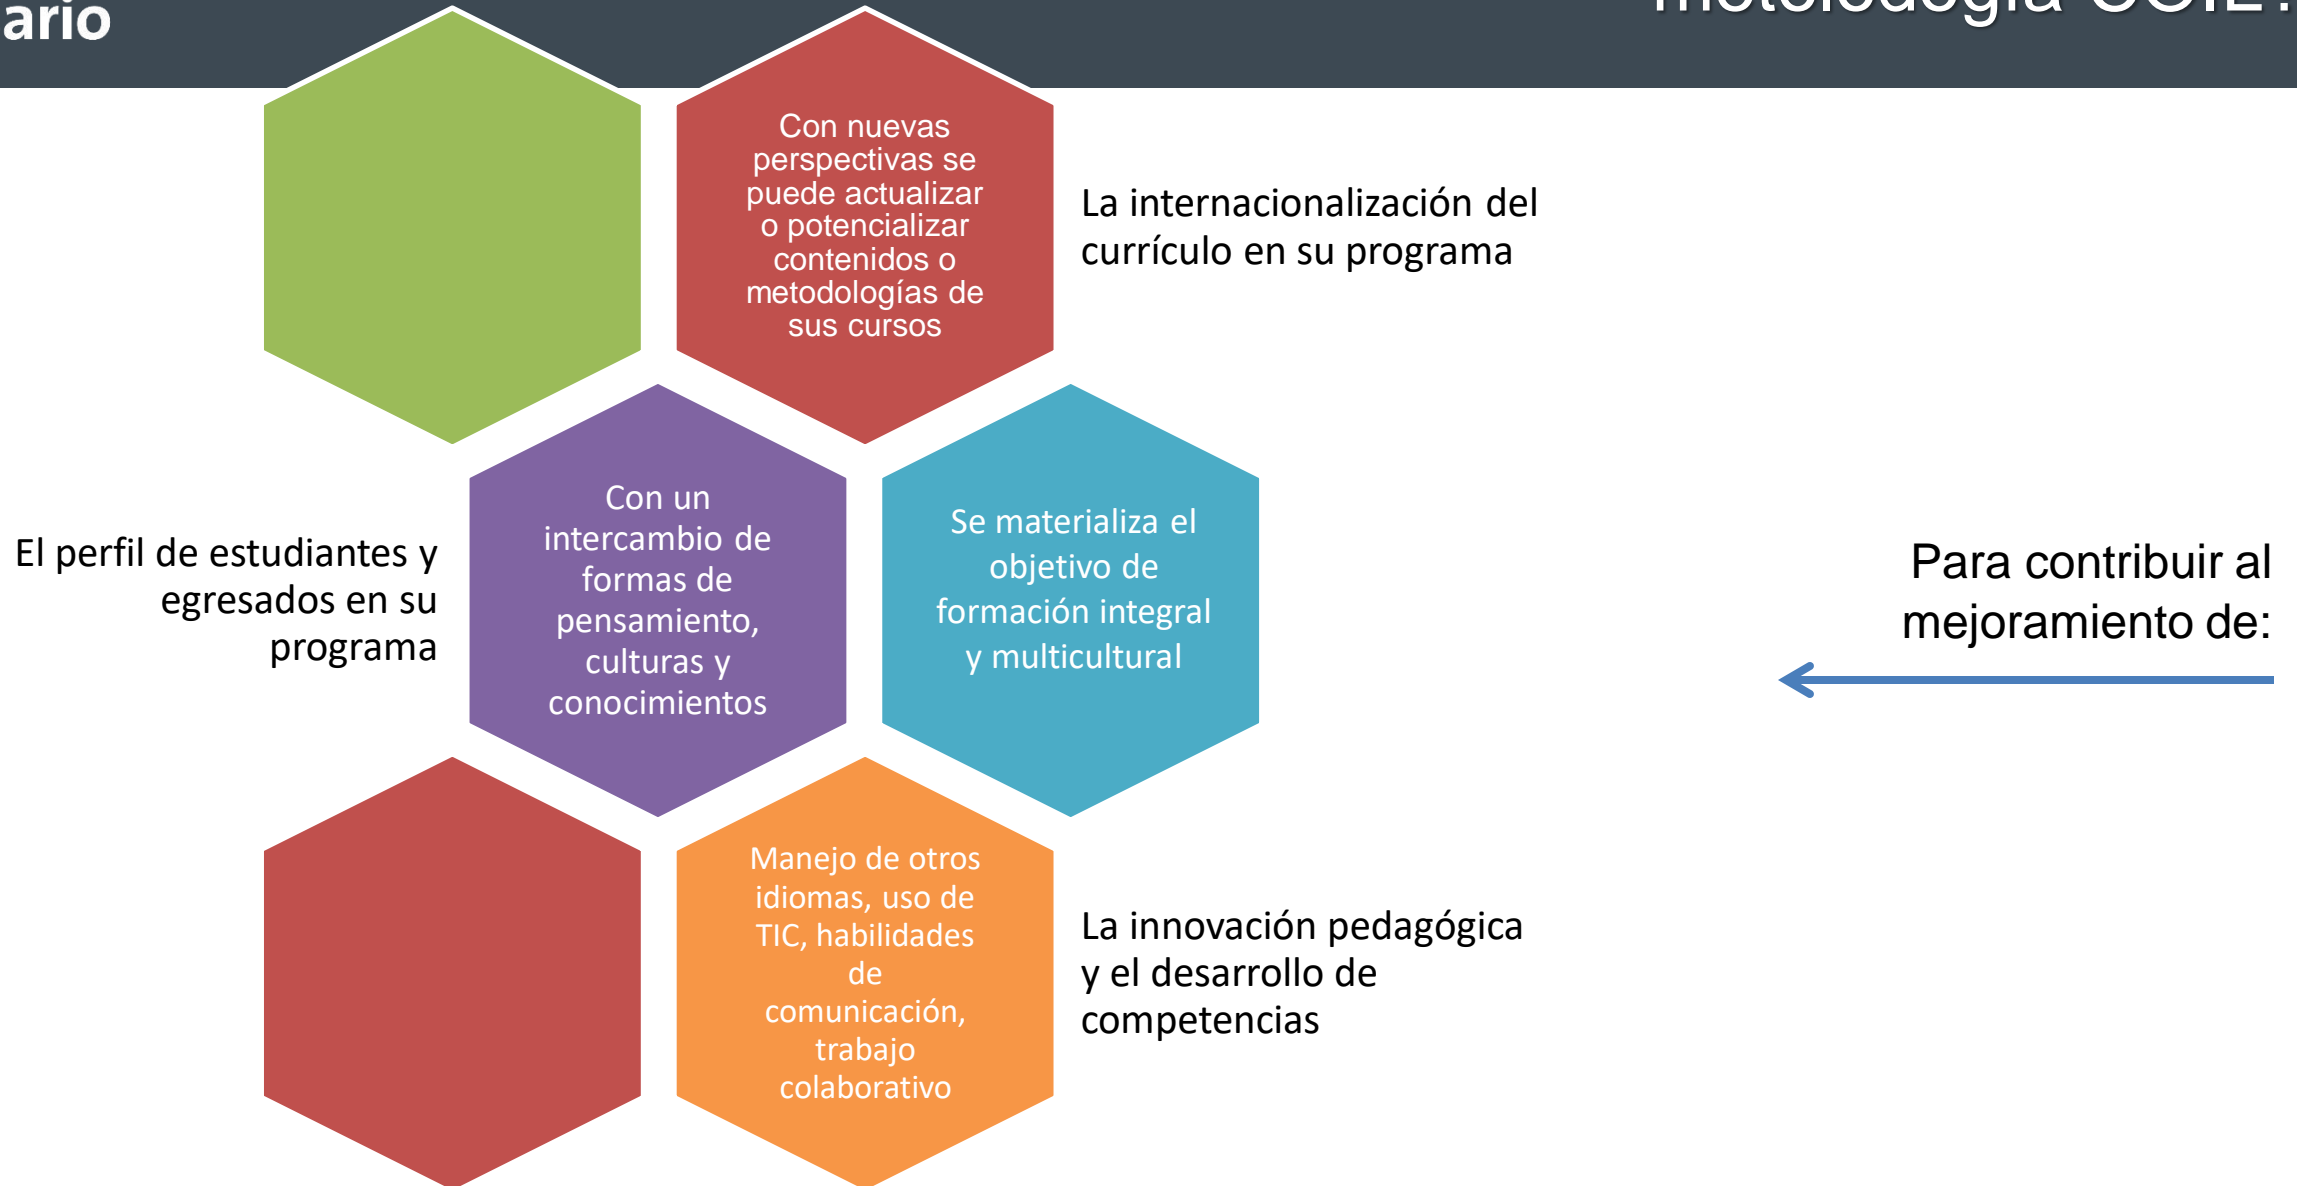 ario
metolodogía COIL?
Con nuevas
perspectivas se
puede actualizar
o potencializar
contenidos o
metodologías de
sus cursos
La internacionalización del
currículo en su programa
El perfil de estudiantes y
egresados en su
programa
Con un
intercambio de
formas de
pensamiento,
culturas y
conocimientos
Se materializa el
objetivo de
formación integral
y multicultural
Para contribuir al
mejoramiento de:
Manejo de otros
idiomas, uso de
TIC, habilidades
de
comunicación,
trabajo
colaborativo
La innovación pedagógica
y el desarrollo de
competencias